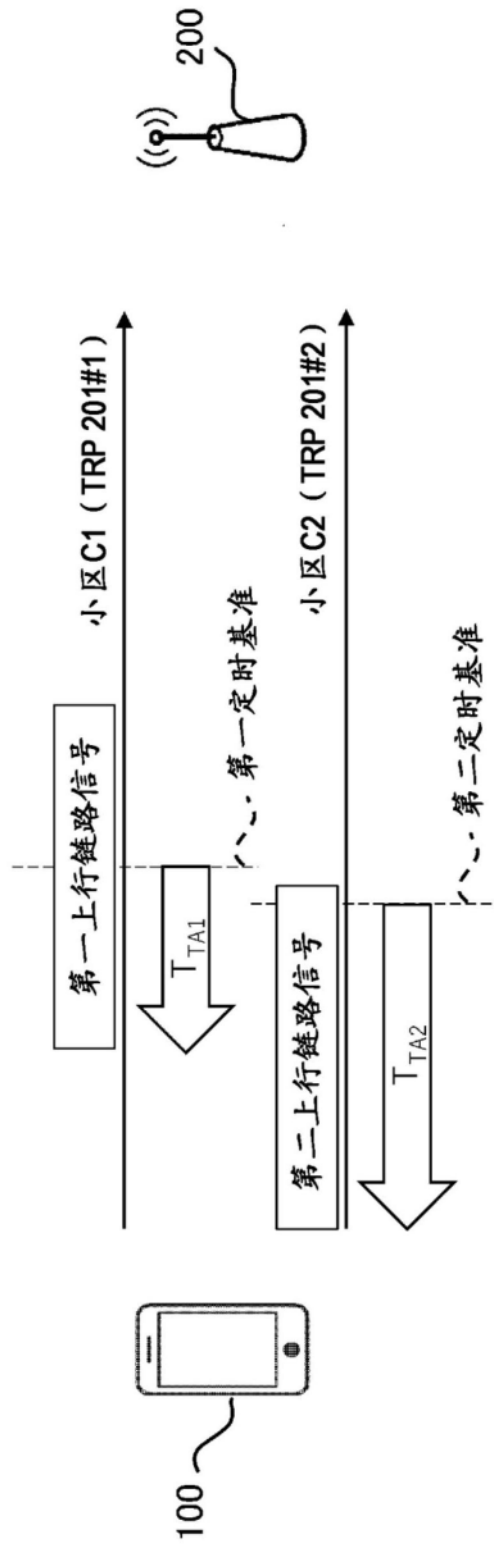 100
200
小区C1（TRP 201#1）
第一上行链路信号
T_TA1
第一定时基准
小区C2（TRP 201#2）
第二上行链路信号
T_TA2
第二定时基准